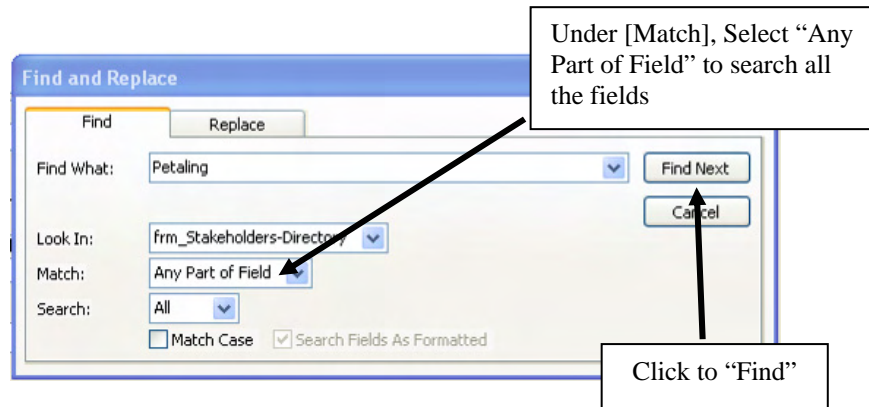 Under [Match], Select “Any
Part of Field” to search all
the fields
Find and Replace
Find
Replace
Find What:
Petaling
Find Next
Cancel
Look In:
frm_Stakeholders-Directory
Match:
Any Part of Field
Search:
All
Match Case
Search Fields As Formatted
Click to “Find”